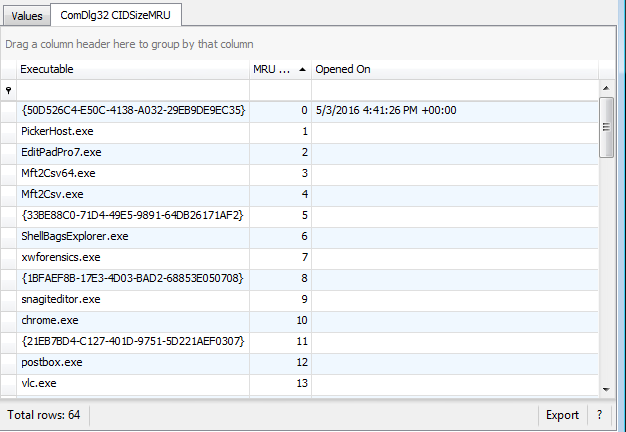 Values ComDlg32 CIDSizeMRU
Drag a column header here to group by that column
Executable MRU ... Opened On
{50D526C4-E50C-4138-A032-29EB9DE9EC35} 0 5/3/2016 4:41:26 PM +00:00
PickerHost.exe 1
EditPadPro7.exe 2
Mft2Csv64.exe 3
Mft2Csv.exe 4
{33BE88C0-71D4-49E5-9891-64DB26171AF2} 5
ShellBagsExplorer.exe 6
xwforensics.exe 7
{1BFAEF8B-17E3-4D03-BAD2-68853E050708} 8
snagiteditor.exe 9
chrome.exe 10
{21EB7BD4-C127-401D-9751-5D221AEF0307} 11
postbox.exe 12
vlc.exe 13
Total rows: 64 Export ?